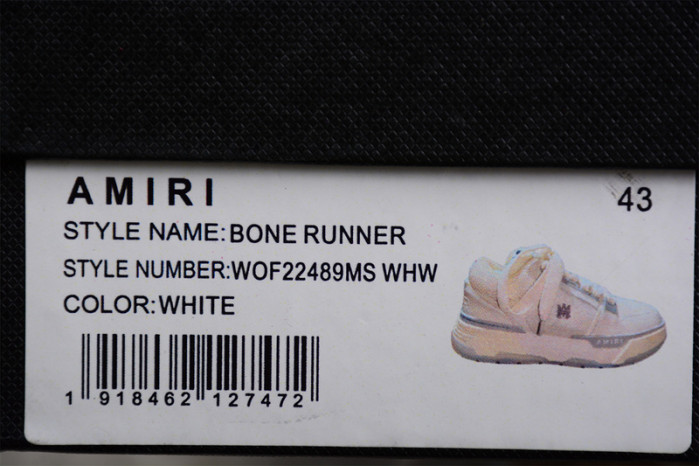 AMIRI 43
STYLE NAME:BONE RUNNER
STYLE NUMBER:WOF22489MS WHW
COLOR:WHITE
1 918462 127472